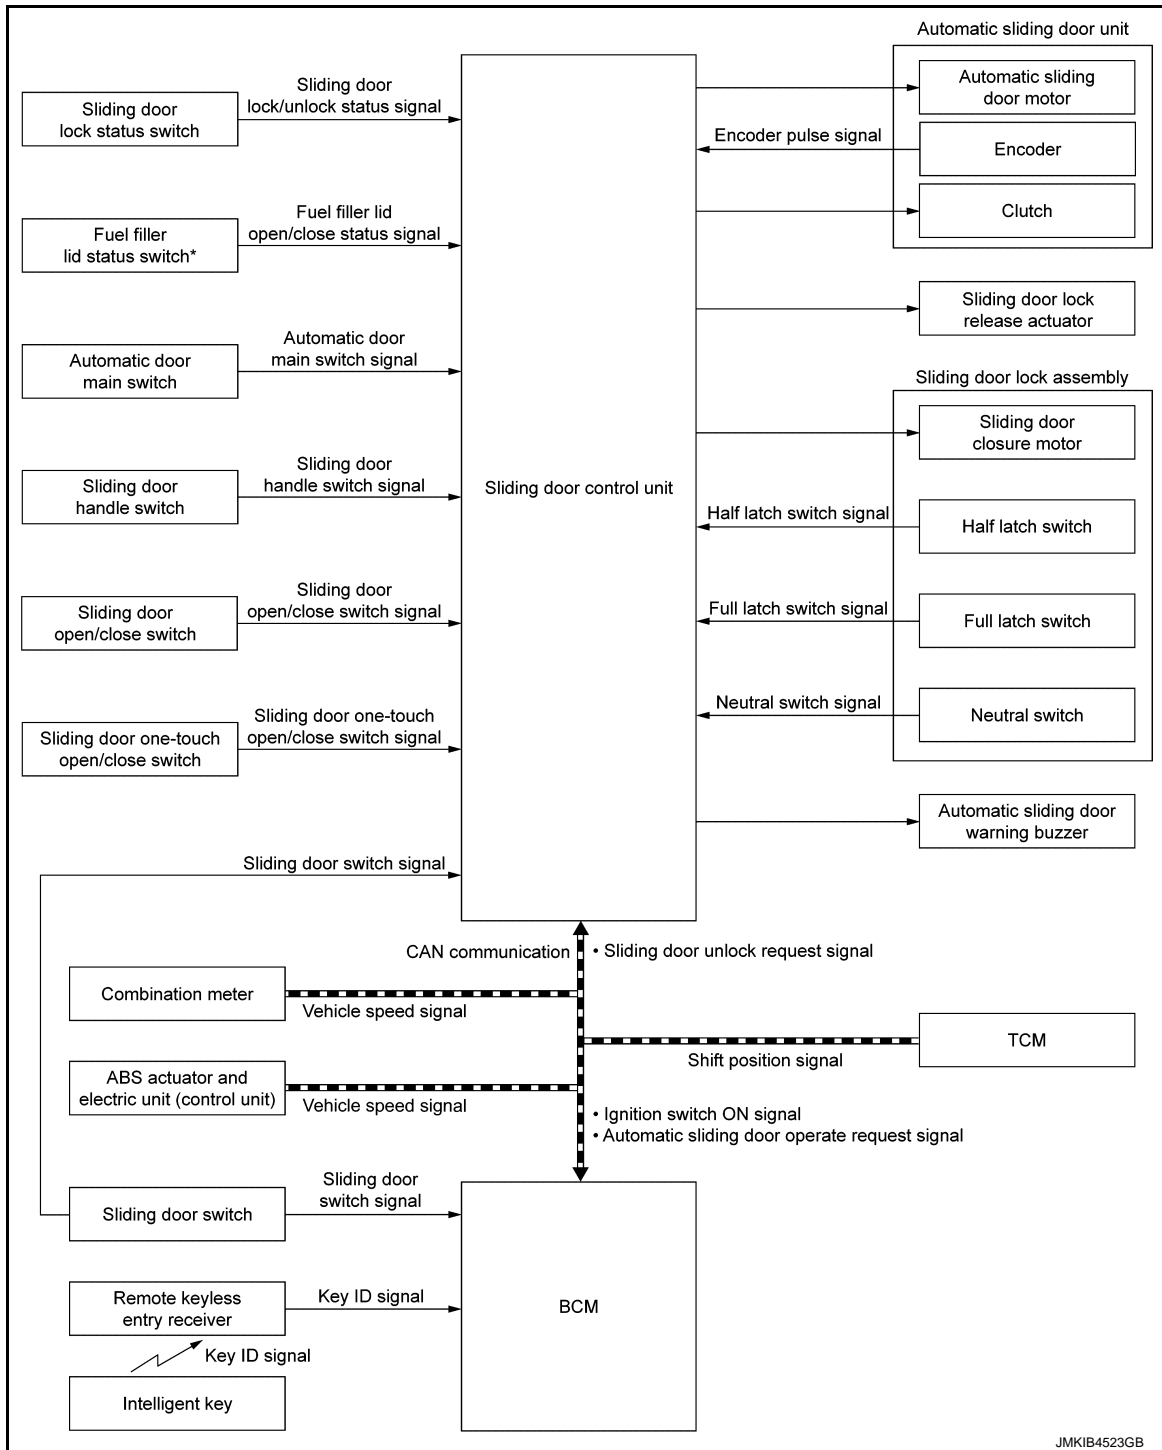 Automatic sliding door unit
Sliding door
lock status switch
Sliding door
lock/unlock status signal
Automatic sliding
door motor
Encoder pulse signal
Encoder
Clutch
Fuel filler
lid status switch*
Fuel filler lid
open/close status signal
Sliding door lock
release actuator
Automatic door
main switch
Automatic door
main switch signal
Sliding door lock assembly
Sliding door
closure motor
Sliding door
handle switch
Sliding door
handle switch signal
Sliding door control unit
Half latch switch signal
Half latch switch
Sliding door
open/close switch
Sliding door
open/close switch signal
Full latch switch signal
Full latch switch
Sliding door one-touch
open/close switch
Sliding door one-touch
open/close switch signal
Neutral switch signal
Neutral switch
Automatic sliding door
warning buzzer
Sliding door switch signal
CAN communication
• Sliding door unlock request signal
Combination meter
Vehicle speed signal
TCM
Shift position signal
ABS actuator and
electric unit (control unit)
Vehicle speed signal
• Ignition switch ON signal
• Automatic sliding door operate request signal
Sliding door switch
Sliding door
switch signal
Remote keyless
entry receiver
Key ID signal
BCM
Key ID signal
Intelligent key
JMKIB4523GB